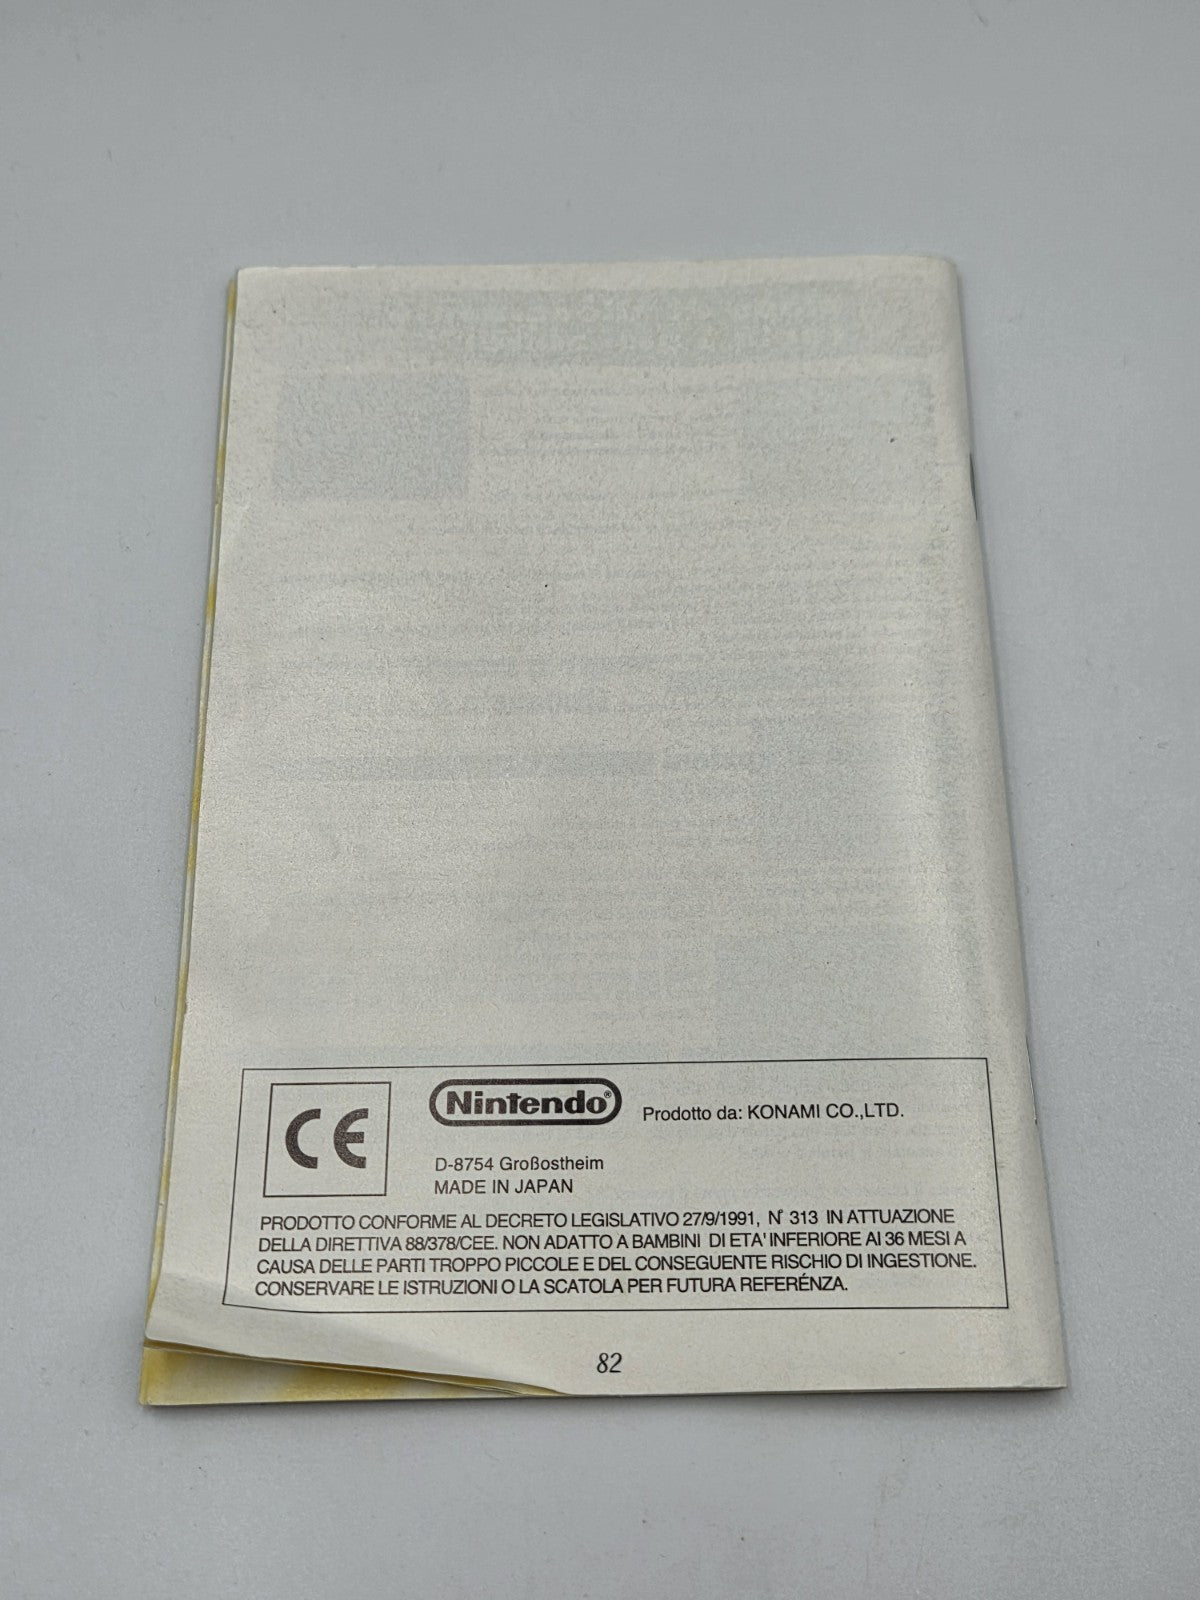 CE
Nintendo®
Prodotto da: KONAMI CO.,LTD.
D-8754 Großostheim
MADE IN JAPAN
PRODOTTO CONFORME AL DECRETO LEGISLATIVO 27/9/1991, N° 313 IN ATTUAZIONE
DELLA DIRETTIVA 88/378/CEE. NON ADATTO A BAMBINI DI ETA' INFERIORE AI 36 MESI A
CAUSA DELLE PARTI TROPPO PICCOLE E DEL CONSEGUENTE RISCHIO DI INGESTIONE.
CONSERVARE LE ISTRUZIONI O LA SCATOLA PER FUTURA REFERÉNZA.
82